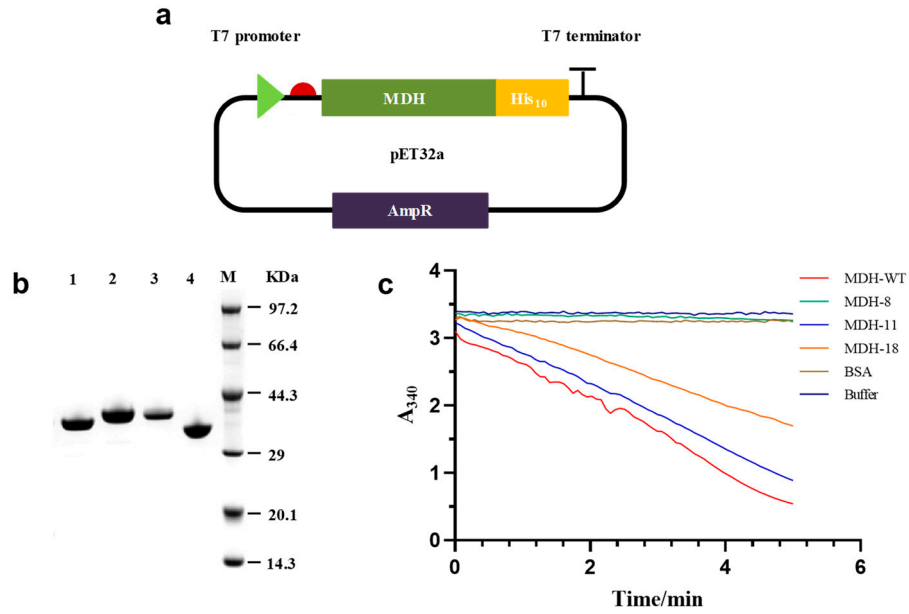 a
T7 promoter
T7 terminator
MDH
His10
pET32a
AmpR
b
1 2 3 4 M KDa
97.2
66.4
44.3
29
20.1
14.3
c
4
3
2
1
0
A340
0 2 4 6
Time/min
MDH-WT
MDH-8
MDH-11
MDH-18
BSA
Buffer